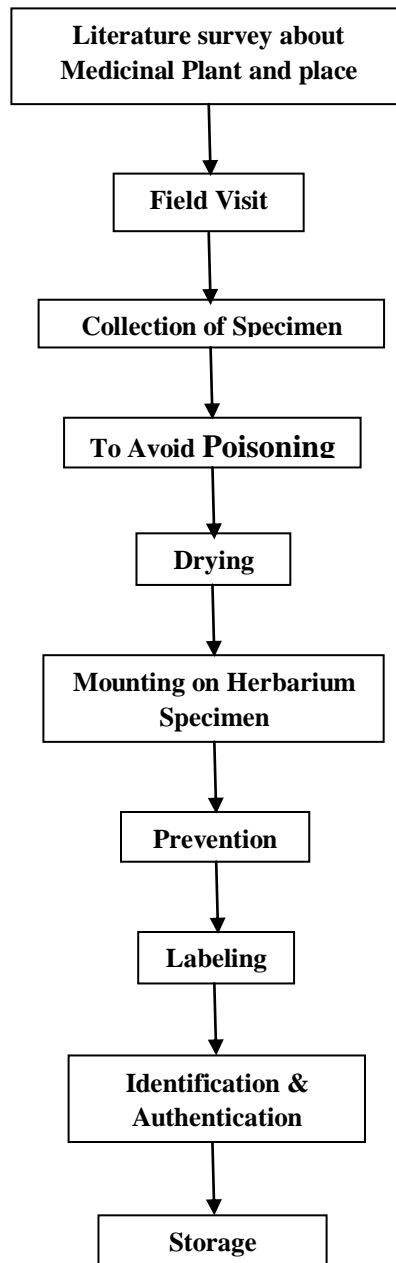 Literature survey about
Medicinal Plant and place
Field Visit
Collection of Specimen
To Avoid Poisoning
Drying
Mounting on Herbarium
Specimen
Prevention
Labeling
Identification &
Authentication
Storage